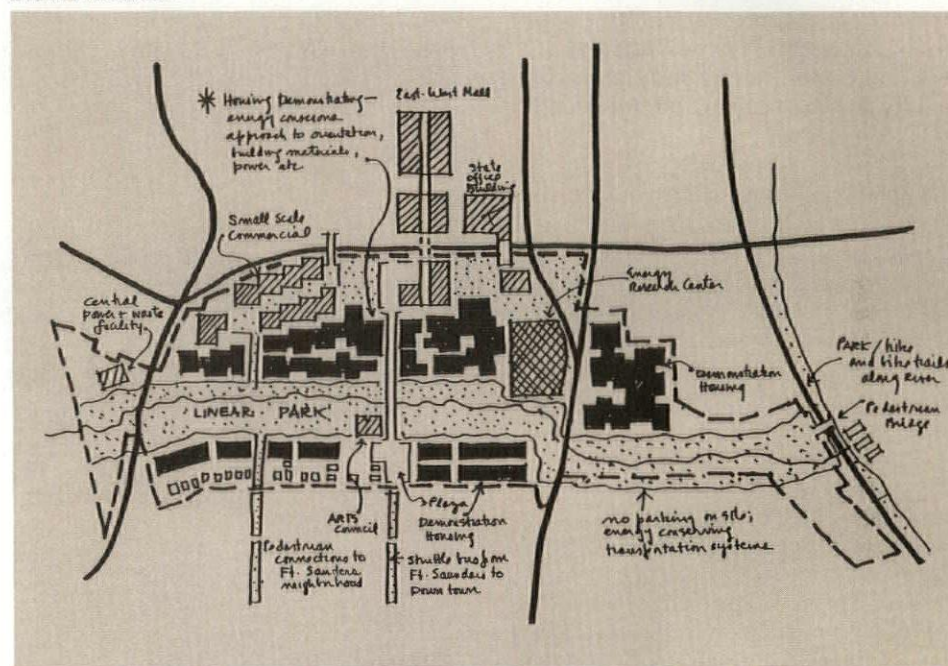 * Housing Demonstrating—
energy conscious
approach to orientation,
building materials,
power etc
East-West Mall
State
office
Building
Small Scale
Commercial
Energy
Research Center
Central
power + waste
facility
PARK/hike
and bike trails
along River
Demonstration
Housing
Pedestrian
Bridge
LINEAR PARK
ARTS
Council
Plaza
Demonstration
Housing
no parking on site;
energy conserving
transportation systems
Pedestrian
connections to
Ft. Sanders
neighborhood
Shuttle bus from
Ft. Saunders to
Down town